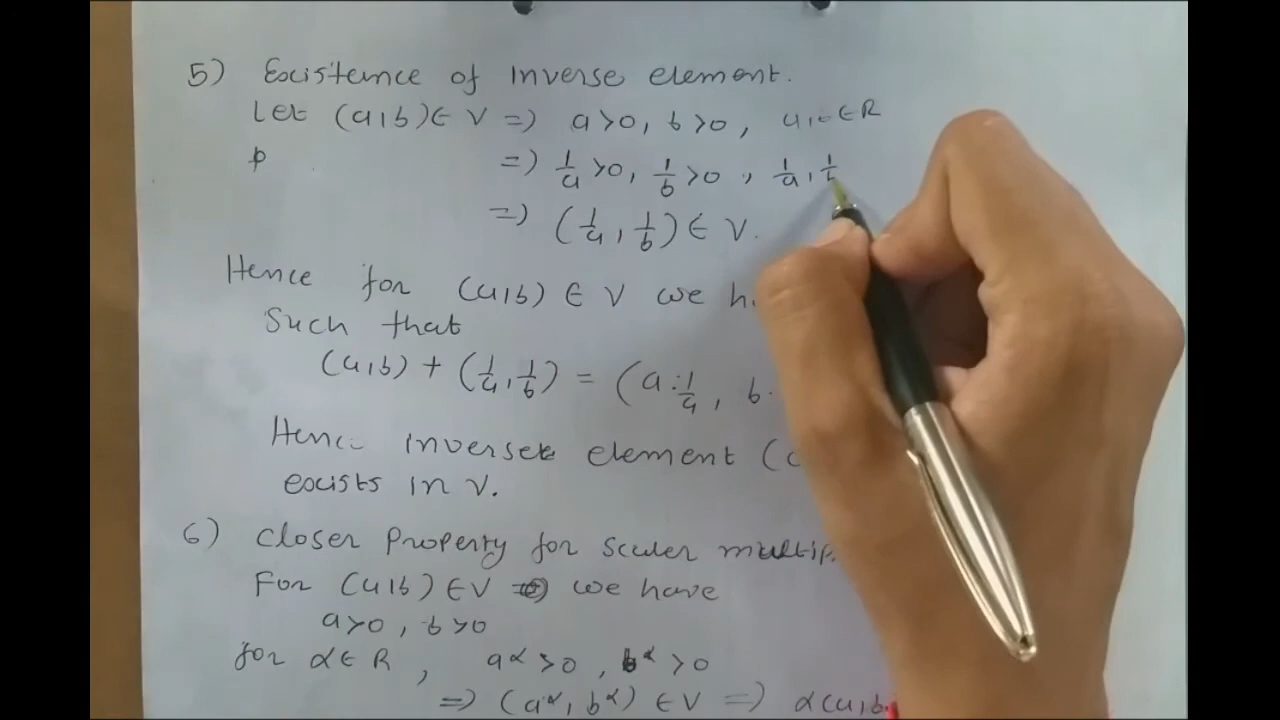 5) Existence of inverse element.
Let (a,b) ∈ V => a>0, b>0, a,b ∈ R
=> 1/a >0, 1/b >0, 1/a, 1/b
=> (1/a, 1/b) ∈ V.
Hence for (a,b) ∈ V we
Such that
(a,b) + (1/a, 1/b) = (a. 1/a, b.
Hence inverse element
exists in V.
6) Closer Property for Scaler
For (a,b) ∈ V we have
a>0, b>0
for α ∈ R, a^α >0, b^α >0
=> (a^α, b^α) ∈ V => α(a,b